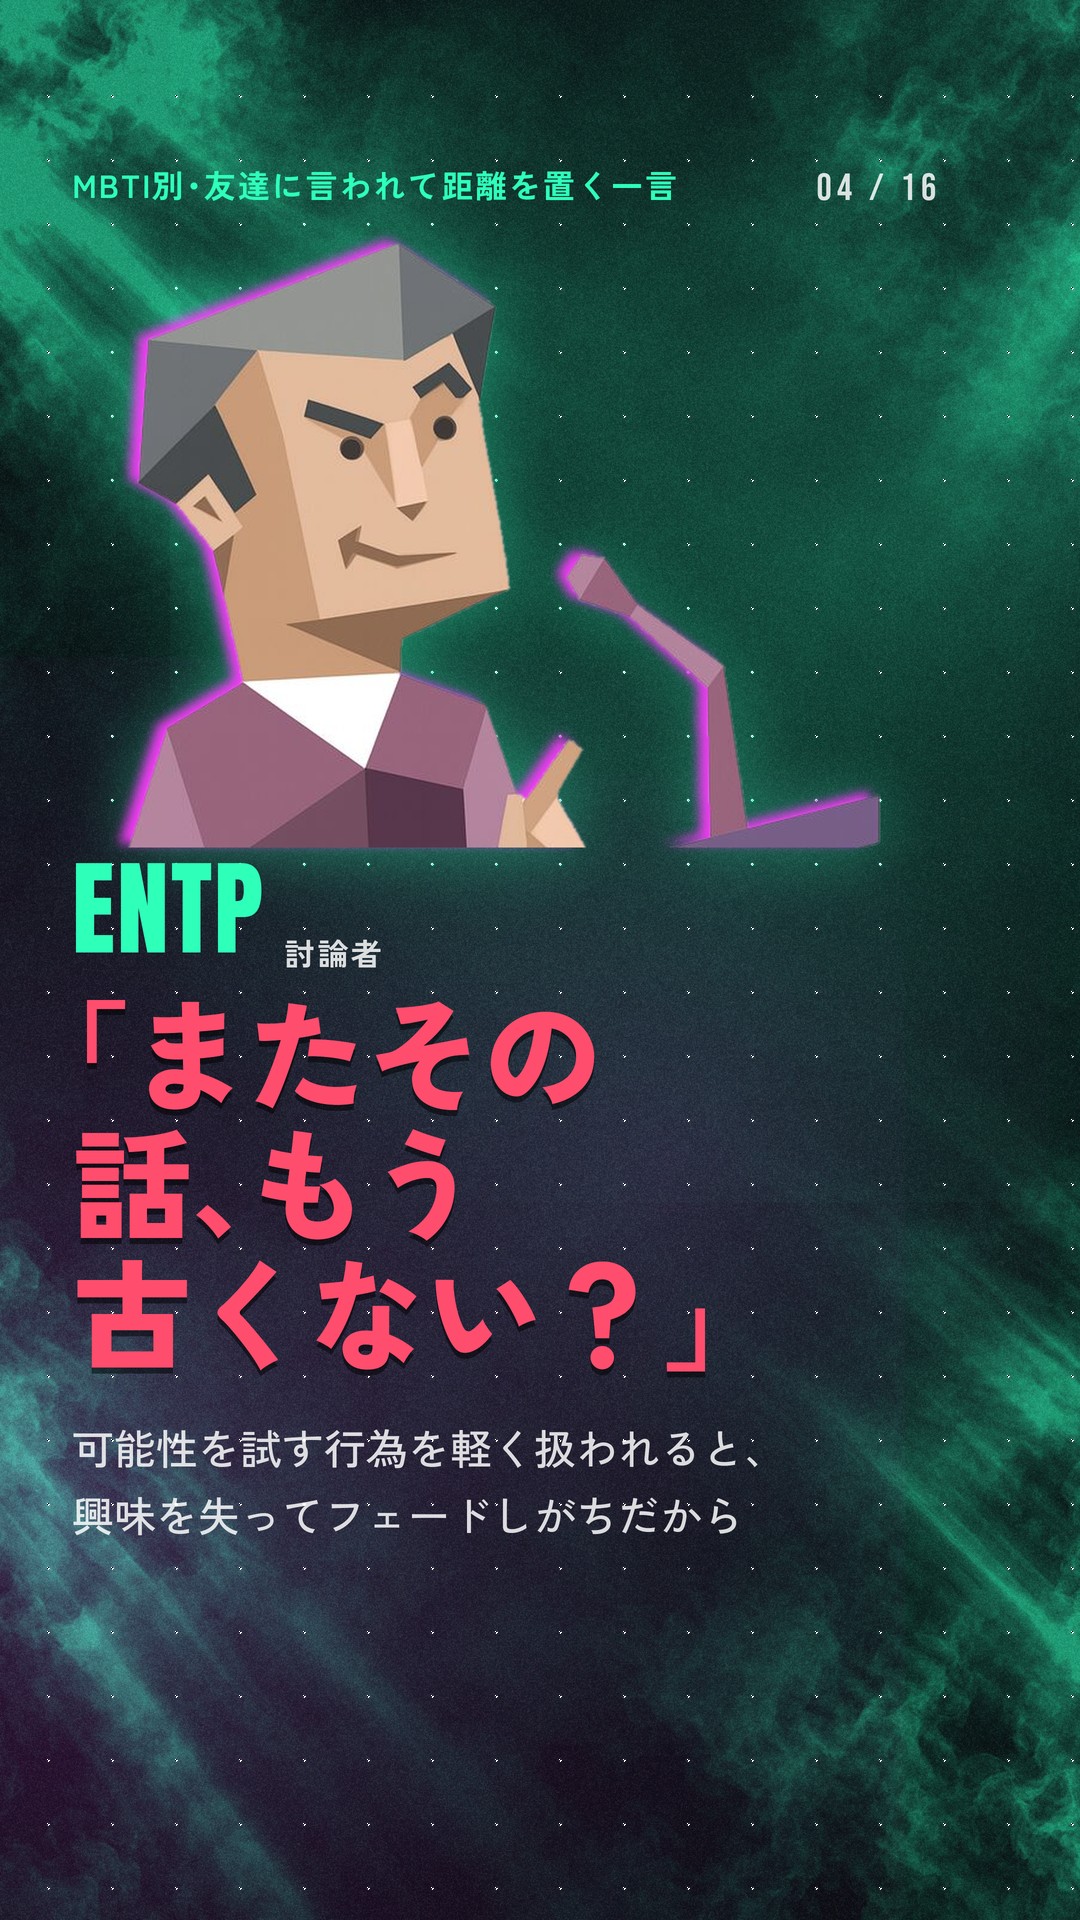 MBTI別・友達に言われて距離を置く一言
04 / 16
ENTP
討論者
「またその
話、もう
古くない？」
可能性を試す行為を軽く扱われると、
興味を失ってフェードしがちだから